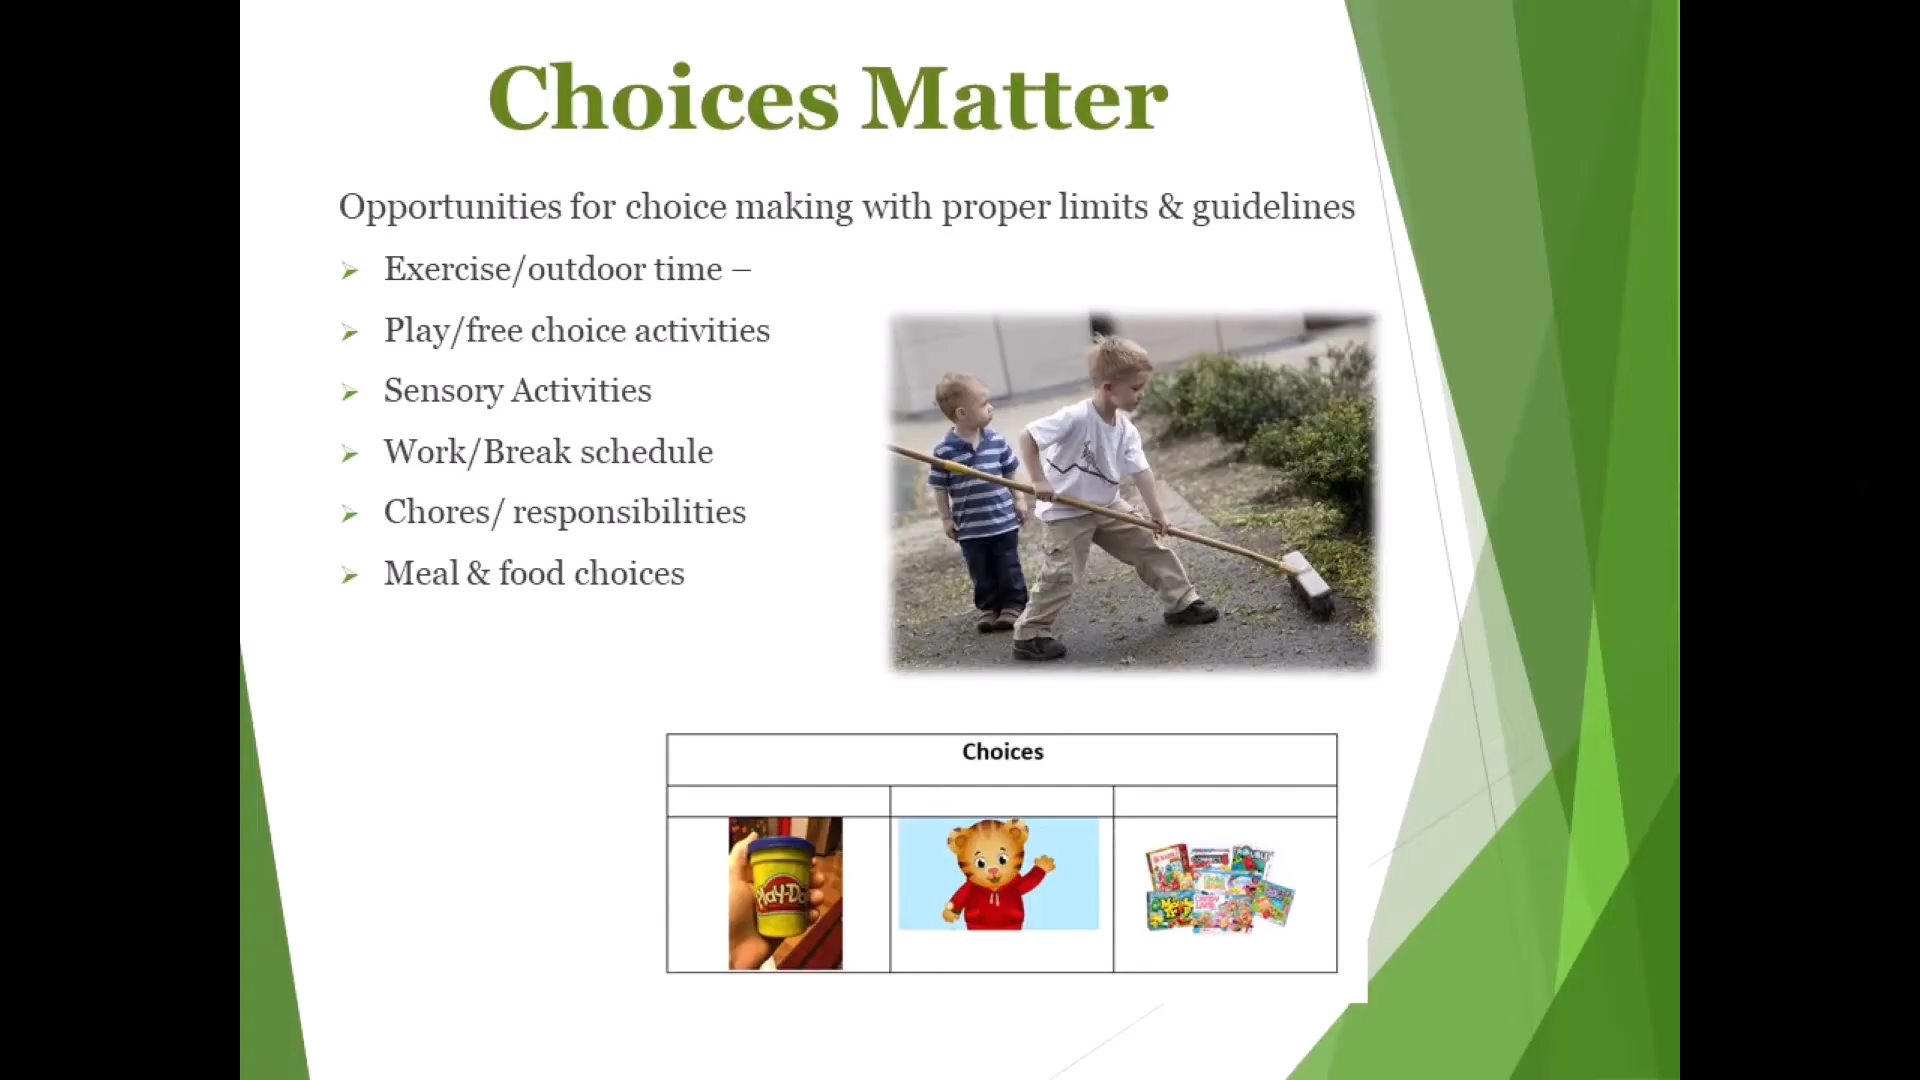 Choices Matter
Opportunities for choice making with proper limits & guidelines
Exercise/outdoor time –
Play/free choice activities
Sensory Activities
Work/Break schedule
Chores/ responsibilities
Meal & food choices
Choices